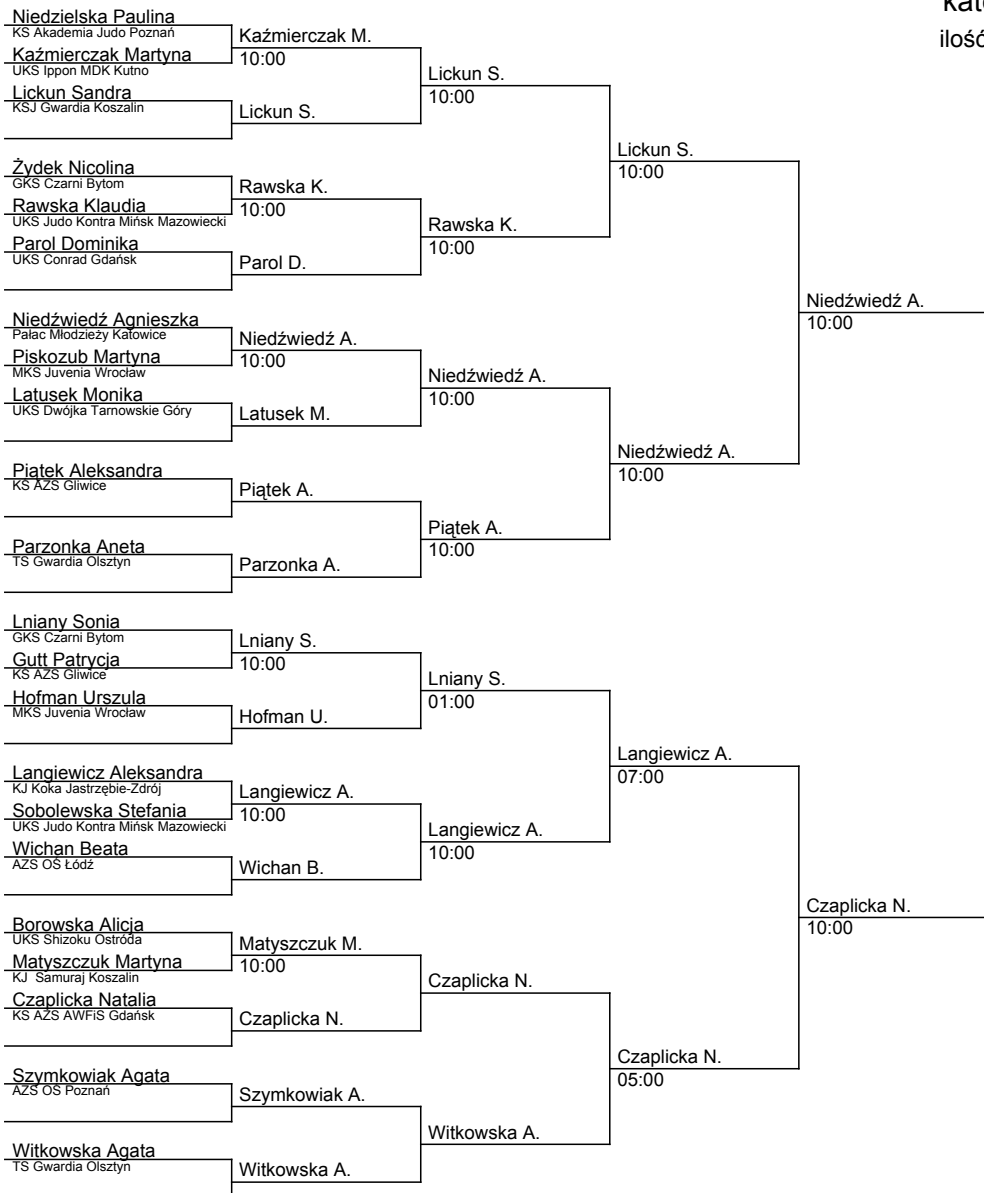 kat
ilość
Niedzielska Paulina
KS Akademia Judo Poznań
Kaźmierczak Martyna
UKS Ippon MDK Kutno
Lickun Sandra
KSJ Gwardia Koszalin
Żydek Nicolina
GKS Czarni Bytom
Rawska Klaudia
UKS Judo Kontra Mińsk Mazowiecki
Parol Dominika
UKS Conrad Gdańsk
Niedźwiedź Agnieszka
Pałac Młodzieży Katowice
Piskozub Martyna
MKS Juvenia Wrocław
Latusek Monika
UKS Dwójka Tarnowskie Góry
Piątek Aleksandra
KS AZS Gliwice
Parzonka Aneta
TS Gwardia Olsztyn
Lniany Sonia
GKS Czarni Bytom
Gutt Patrycja
KS AZS Gliwice
Hofman Urszula
MKS Juvenia Wrocław
Langiewicz Aleksandra
KJ Koka Jastrzębie-Zdrój
Sobolewska Stefania
UKS Judo Kontra Mińsk Mazowiecki
Wichan Beata
AZS OŚ Łódź
Borowska Alicja
UKS Shizoku Ostróda
Matyszczuk Martyna
KJ Samuraj Koszalin
Czaplicka Natalia
KS AZS AWFiS Gdańsk
Szymkowiak Agata
AZS OŚ Poznań
Witkowska Agata
TS Gwardia Olsztyn
Kaźmierczak M.
10:00
Lickun S.
Rawska K.
10:00
Parol D.
Niedźwiedź A.
10:00
Latusek M.
Piątek A.
Parzonka A.
Lniany S.
10:00
Hofman U.
Langiewicz A.
10:00
Wichan B.
Matyszczuk M.
10:00
Czaplicka N.
Szymkowiak A.
Witkowska A.
Lickun S.
10:00
Rawska K.
10:00
Niedźwiedź A.
10:00
Piątek A.
10:00
Lniany S.
01:00
Langiewicz A.
10:00
Czaplicka N.
Witkowska A.
Lickun S.
10:00
Niedźwiedź A.
10:00
Langiewicz A.
07:00
Czaplicka N.
05:00
Niedźwiedź A.
10:00
Czaplicka N.
10:00